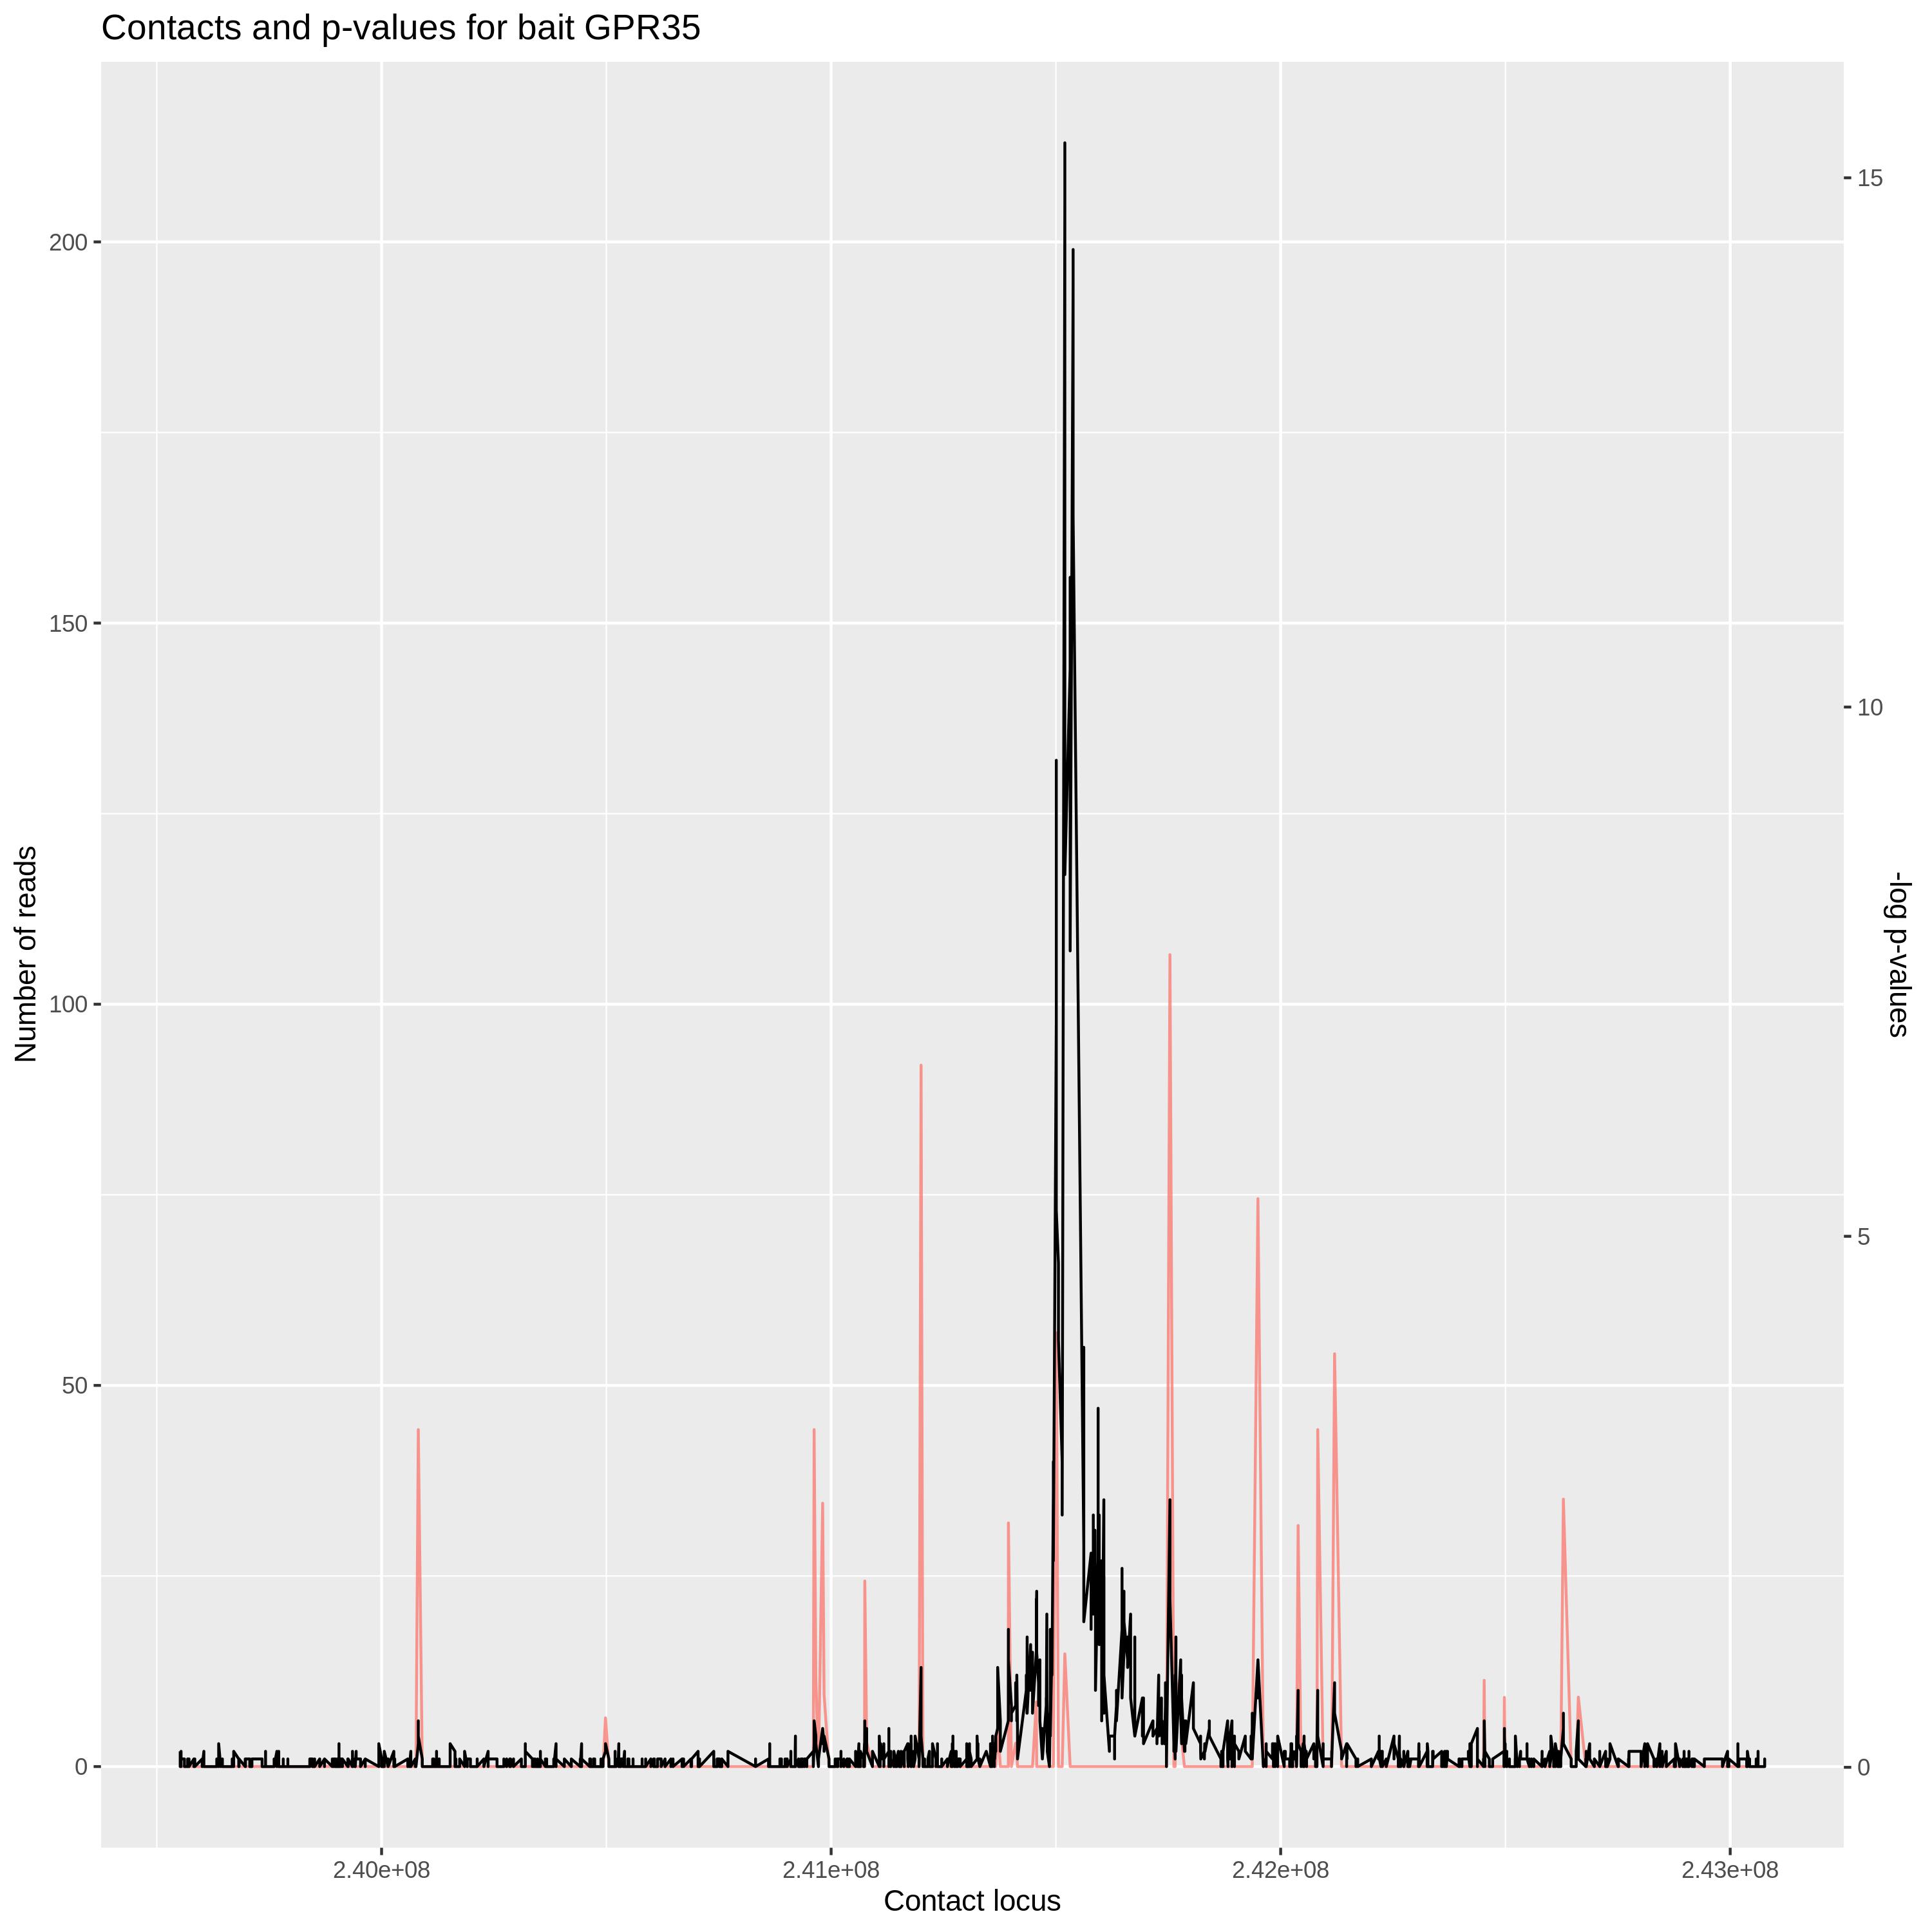 Contacts and p-values for bait GPR35
Number of reads
200
150
100
50
0
15
10
5
0
-log p-values
2.40e+08
2.41e+08
2.42e+08
2.43e+08
Contact locus